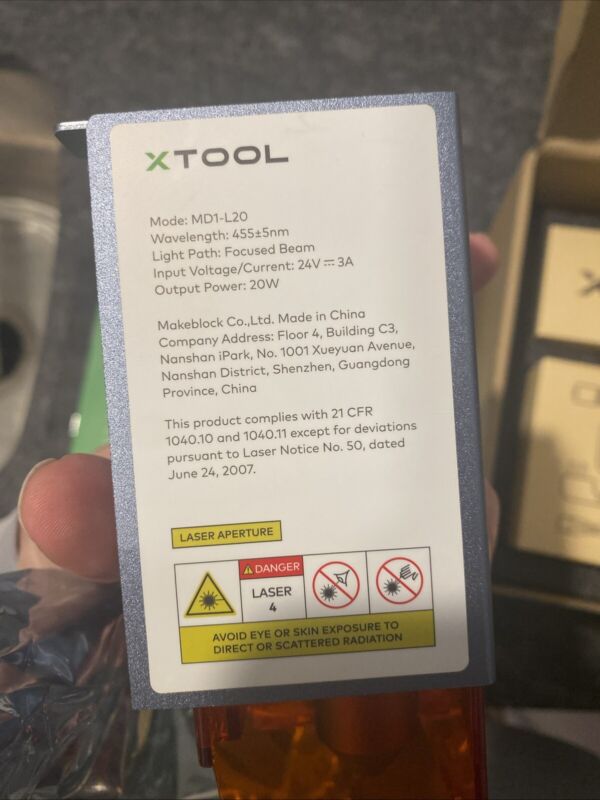 XTOOL
Mode: MD1-L20
Wavelength: 455±5nm
Light Path: Focused Beam
Input Voltage/Current: 24V ⎓ 3A
Output Power: 20W
Makeblock Co.,Ltd. Made in China
Company Address: Floor 4, Building C3,
Nanshan iPark, No. 1001 Xueyuan Avenue,
Nanshan District, Shenzhen, Guangdong
Province, China
This product complies with 21 CFR
1040.10 and 1040.11 except for deviations
pursuant to Laser Notice No. 50, dated
June 24, 2007.
LASER APERTURE
DANGER
LASER
4
AVOID EYE OR SKIN EXPOSURE TO
DIRECT OR SCATTERED RADIATION